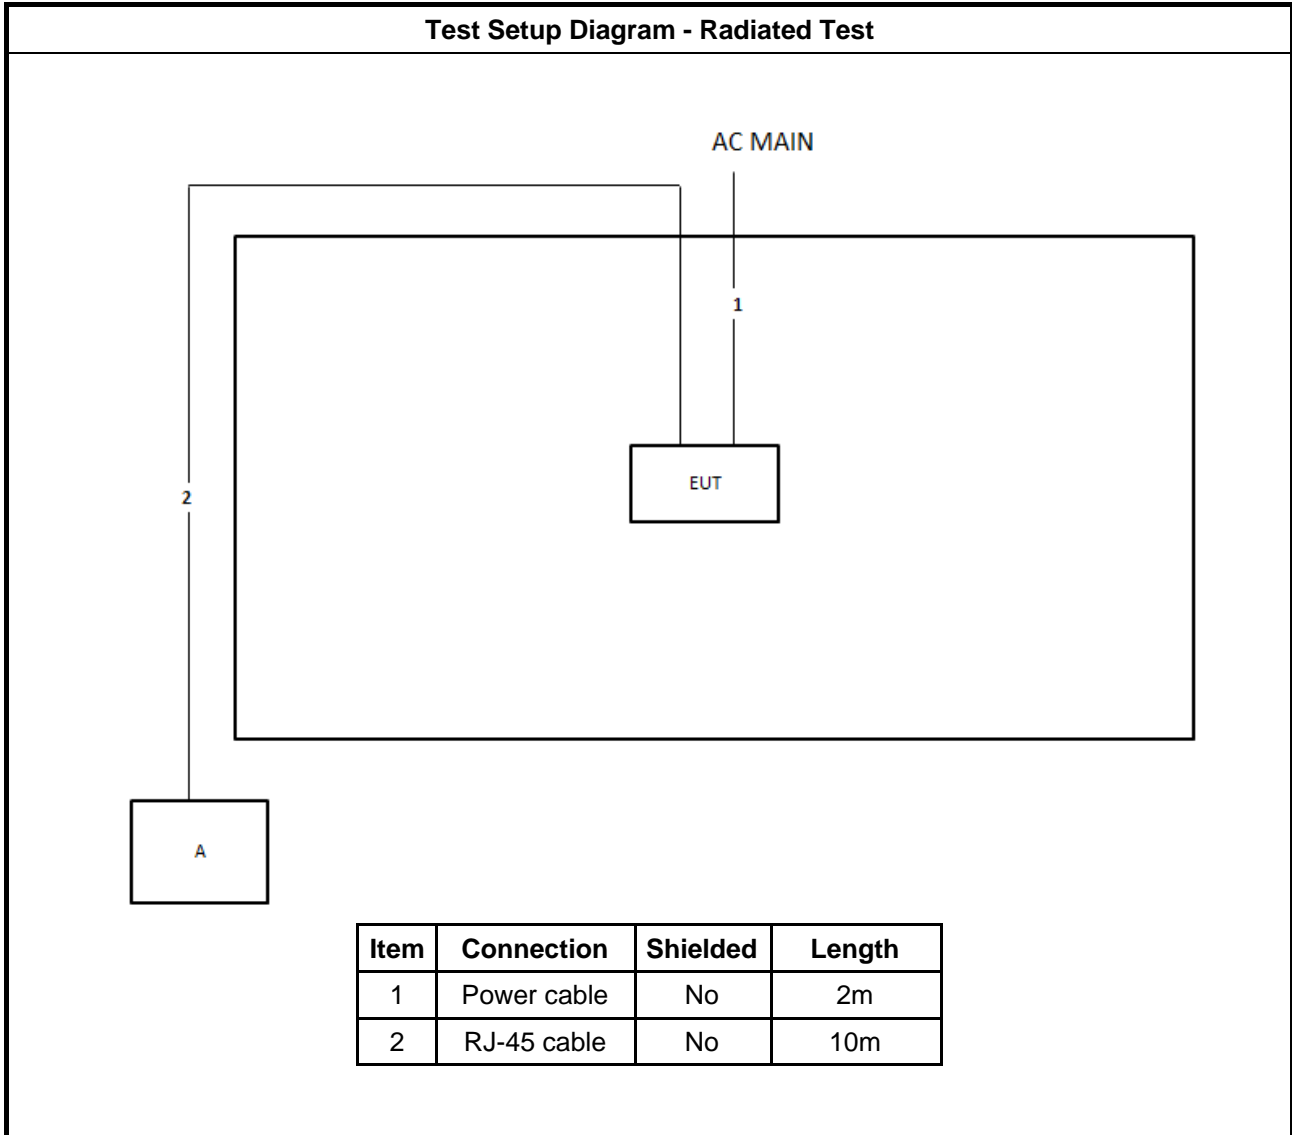 Test Setup Diagram - Radiated Test
AC MAIN
1
EUT
2
A
Item Connection Shielded Length
1 Power cable No 2m
2 RJ-45 cable No 10m